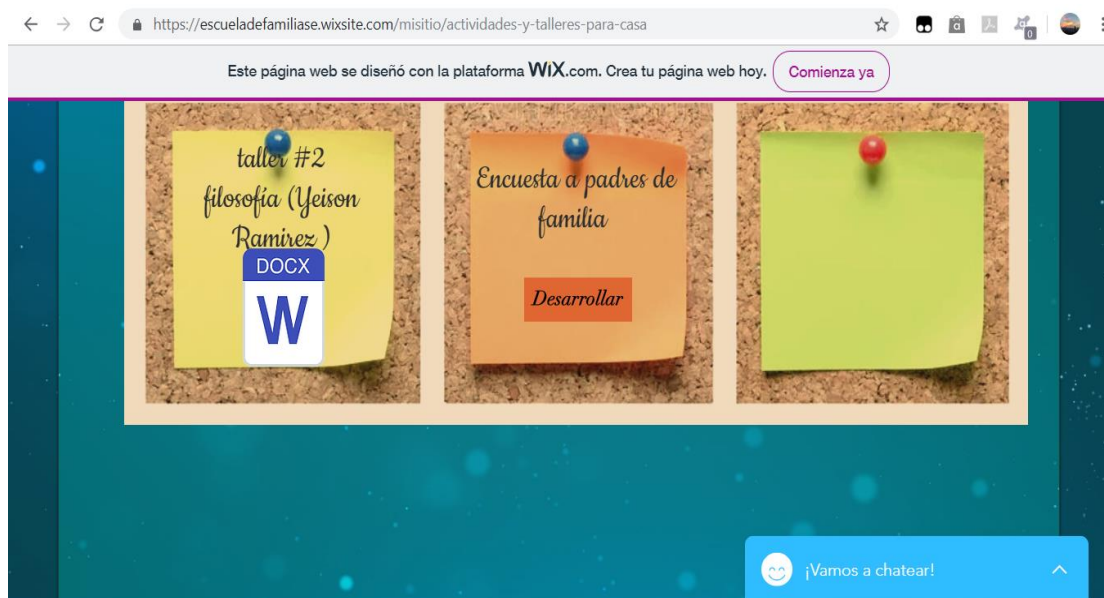 https://escueladefamiliase.wixsite.com/misitio/actividades-y-talleres-para-casa
0
Este página web se diseñó con la plataforma WiX.com. Crea tu página web hoy. Comienza ya
taller #2
filosofía (Yeison
Ramirez )
DOCX
W
Encuesta a padres de
familia
Desarrollar
¡Vamos a chatear!